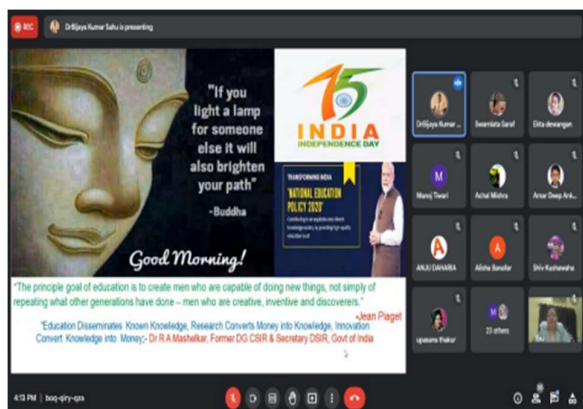 REC
DrBijaya Kumar Sahu is presenting
"If you
light a lamp
for someone
else it will
also brighten
your path"
-Buddha
Good Morning!
75
INDIA
INDEPENDENCE DAY
TRANSFORMING INDIA
'NATIONAL EDUCATION
POLICY 2020'
"The principle goal of education is to create men who are capable of doing new things, not simply of
repeating what other generations have done – men who are creative, inventive and discoverers."
-Jean Piaget
"Education Disseminates Known Knowledge, Research Converts Money into Knowledge, Innovation
Convert Knowledge into Money;- Dr R A Mashelkar, Former DG CSIR & Secretary DSIR, Govt of India
DrBijaya Kumar ...
Swarnlata Saraf
Ekta dewangan
M
Manoj Tiwari
Achal Mishra
Amar Deep Ank...
A
ANJU DAHARIA
A
Alisha Banafar
Shiv Kushawaha
upasana thakur
M
23 others
4:13 PM | boq-qiry-qza